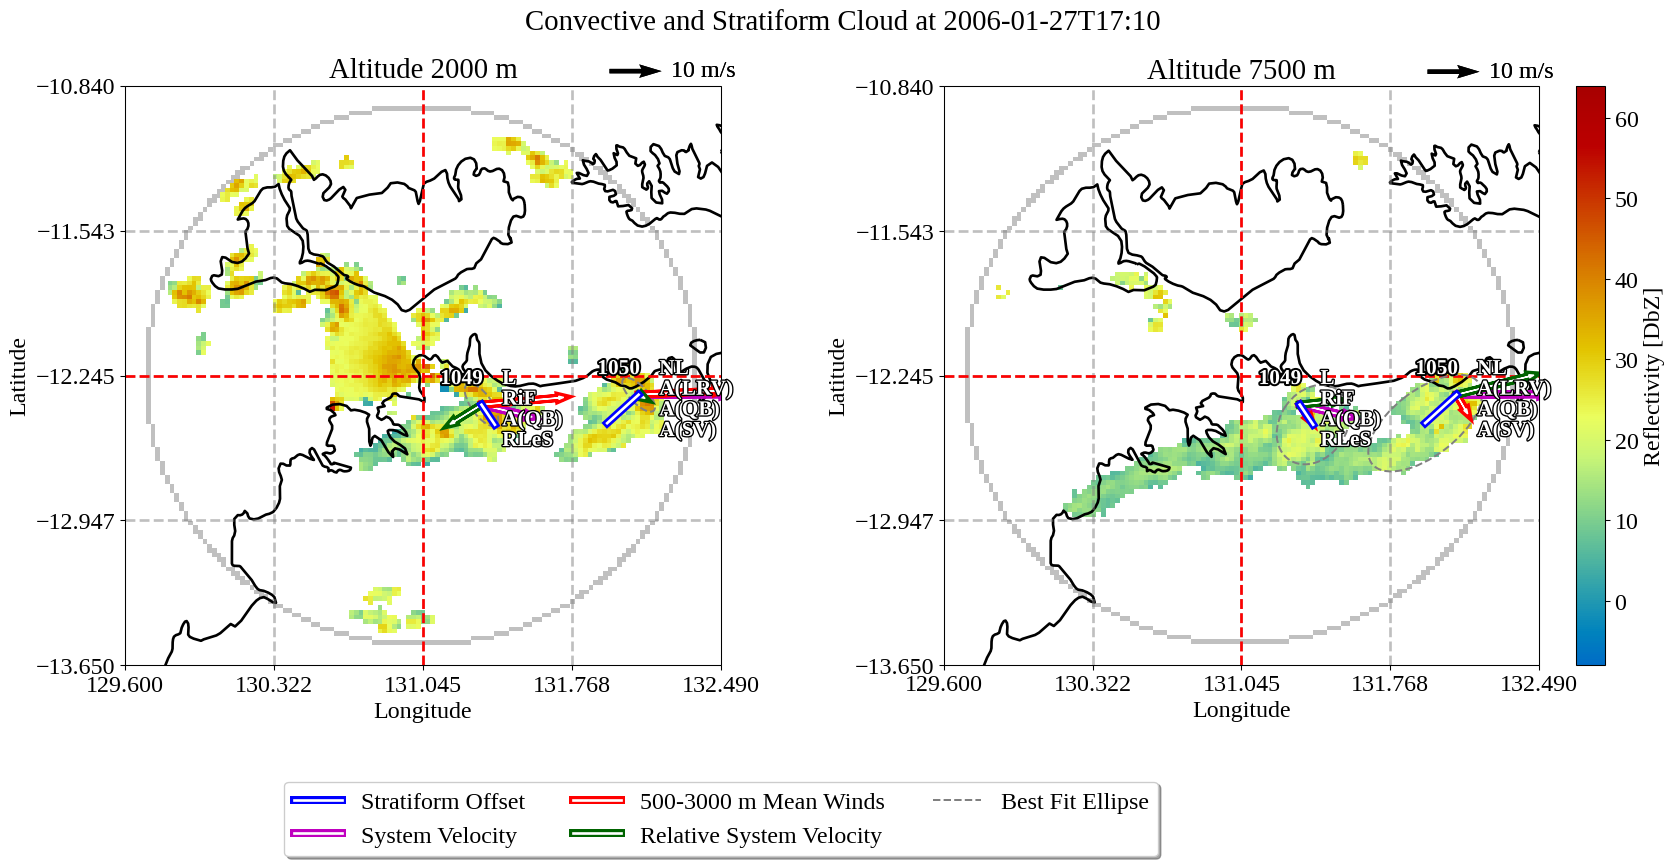 Convective and Stratiform Cloud at 2006-01-27T17:10
Altitude 2000 m
10 m/s
−10.840
−11.543
−12.245
−12.947
−13.650
129.600
130.322
131.045
131.768
132.490
Latitude
Longitude
1049
L
RiF
A(QB)
RLeS
1050
NL
A(LRV)
A(QB)
A(SV)
Altitude 7500 m
10 m/s
−10.840
−11.543
−12.245
−12.947
−13.650
129.600
130.322
131.045
131.768
132.490
Latitude
Longitude
1049
L
RiF
A(QB)
RLeS
1050
NL
A(LRV)
A(QB)
A(SV)
60
50
40
30
20
10
0
Reflectivity [DbZ]
Stratiform Offset
System Velocity
500-3000 m Mean Winds
Relative System Velocity
Best Fit Ellipse